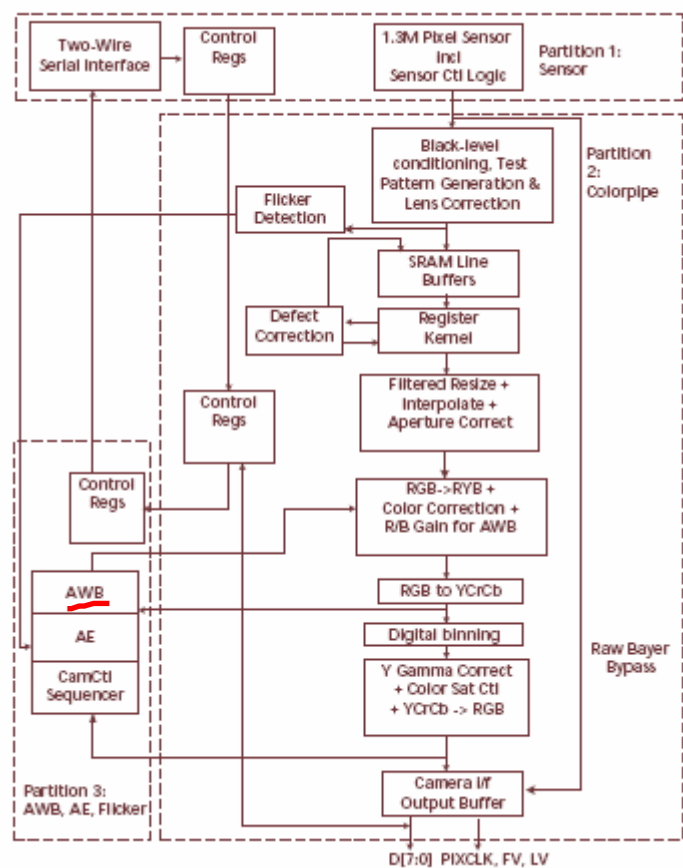 Two-Wire
Serial Interface
Control
Regs
1.3M Pixel Sensor
incl
Sensor Ctl Logic
Partition 1:
Sensor
Black-level
conditioning, Test
Pattern Generation &
Lens Correction
Partition
2:
Colorpipe
Flicker
Detection
SRAM Line
Buffers
Defect
Correction
Register
Kernel
Filtered Resize +
Interpolate +
Aperture Correct
Control
Regs
Control
Regs
RGB->RYB +
Color Correction +
R/B Gain for AWB
AWB
RGB to YCrCb
AE
Digital binning
CamCtl
Sequencer
Y Gamma Correct
+ Color Sat Ctl
+ YCrCb -> RGB
Raw Bayer
Bypass
Partition 3:
AWB, AE, Flicker
Camera i/f
Output Buffer
D[7:0] PIXCLK, FV, LV